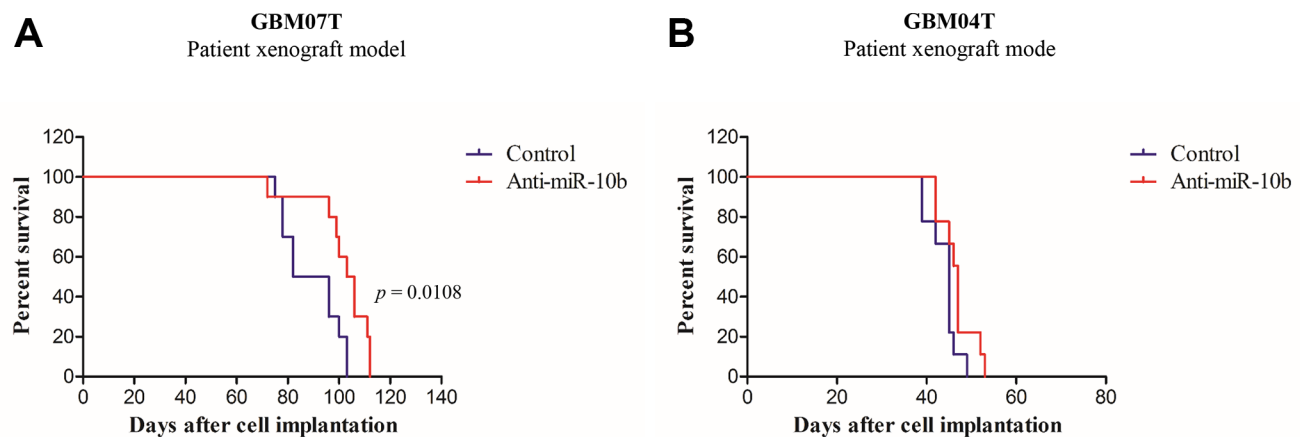 A
GBM07T
Patient xenograft model
120
100
80
60
40
20
0
Percent survival
0 20 40 60 80 100 120 140
Days after cell implantation
Control
Anti-miR-10b
p = 0.0108
B
GBM04T
Patient xenograft mode
120
100
80
60
40
20
0
Percent survival
0 20 40 60 80
Days after cell implantation
Control
Anti-miR-10b